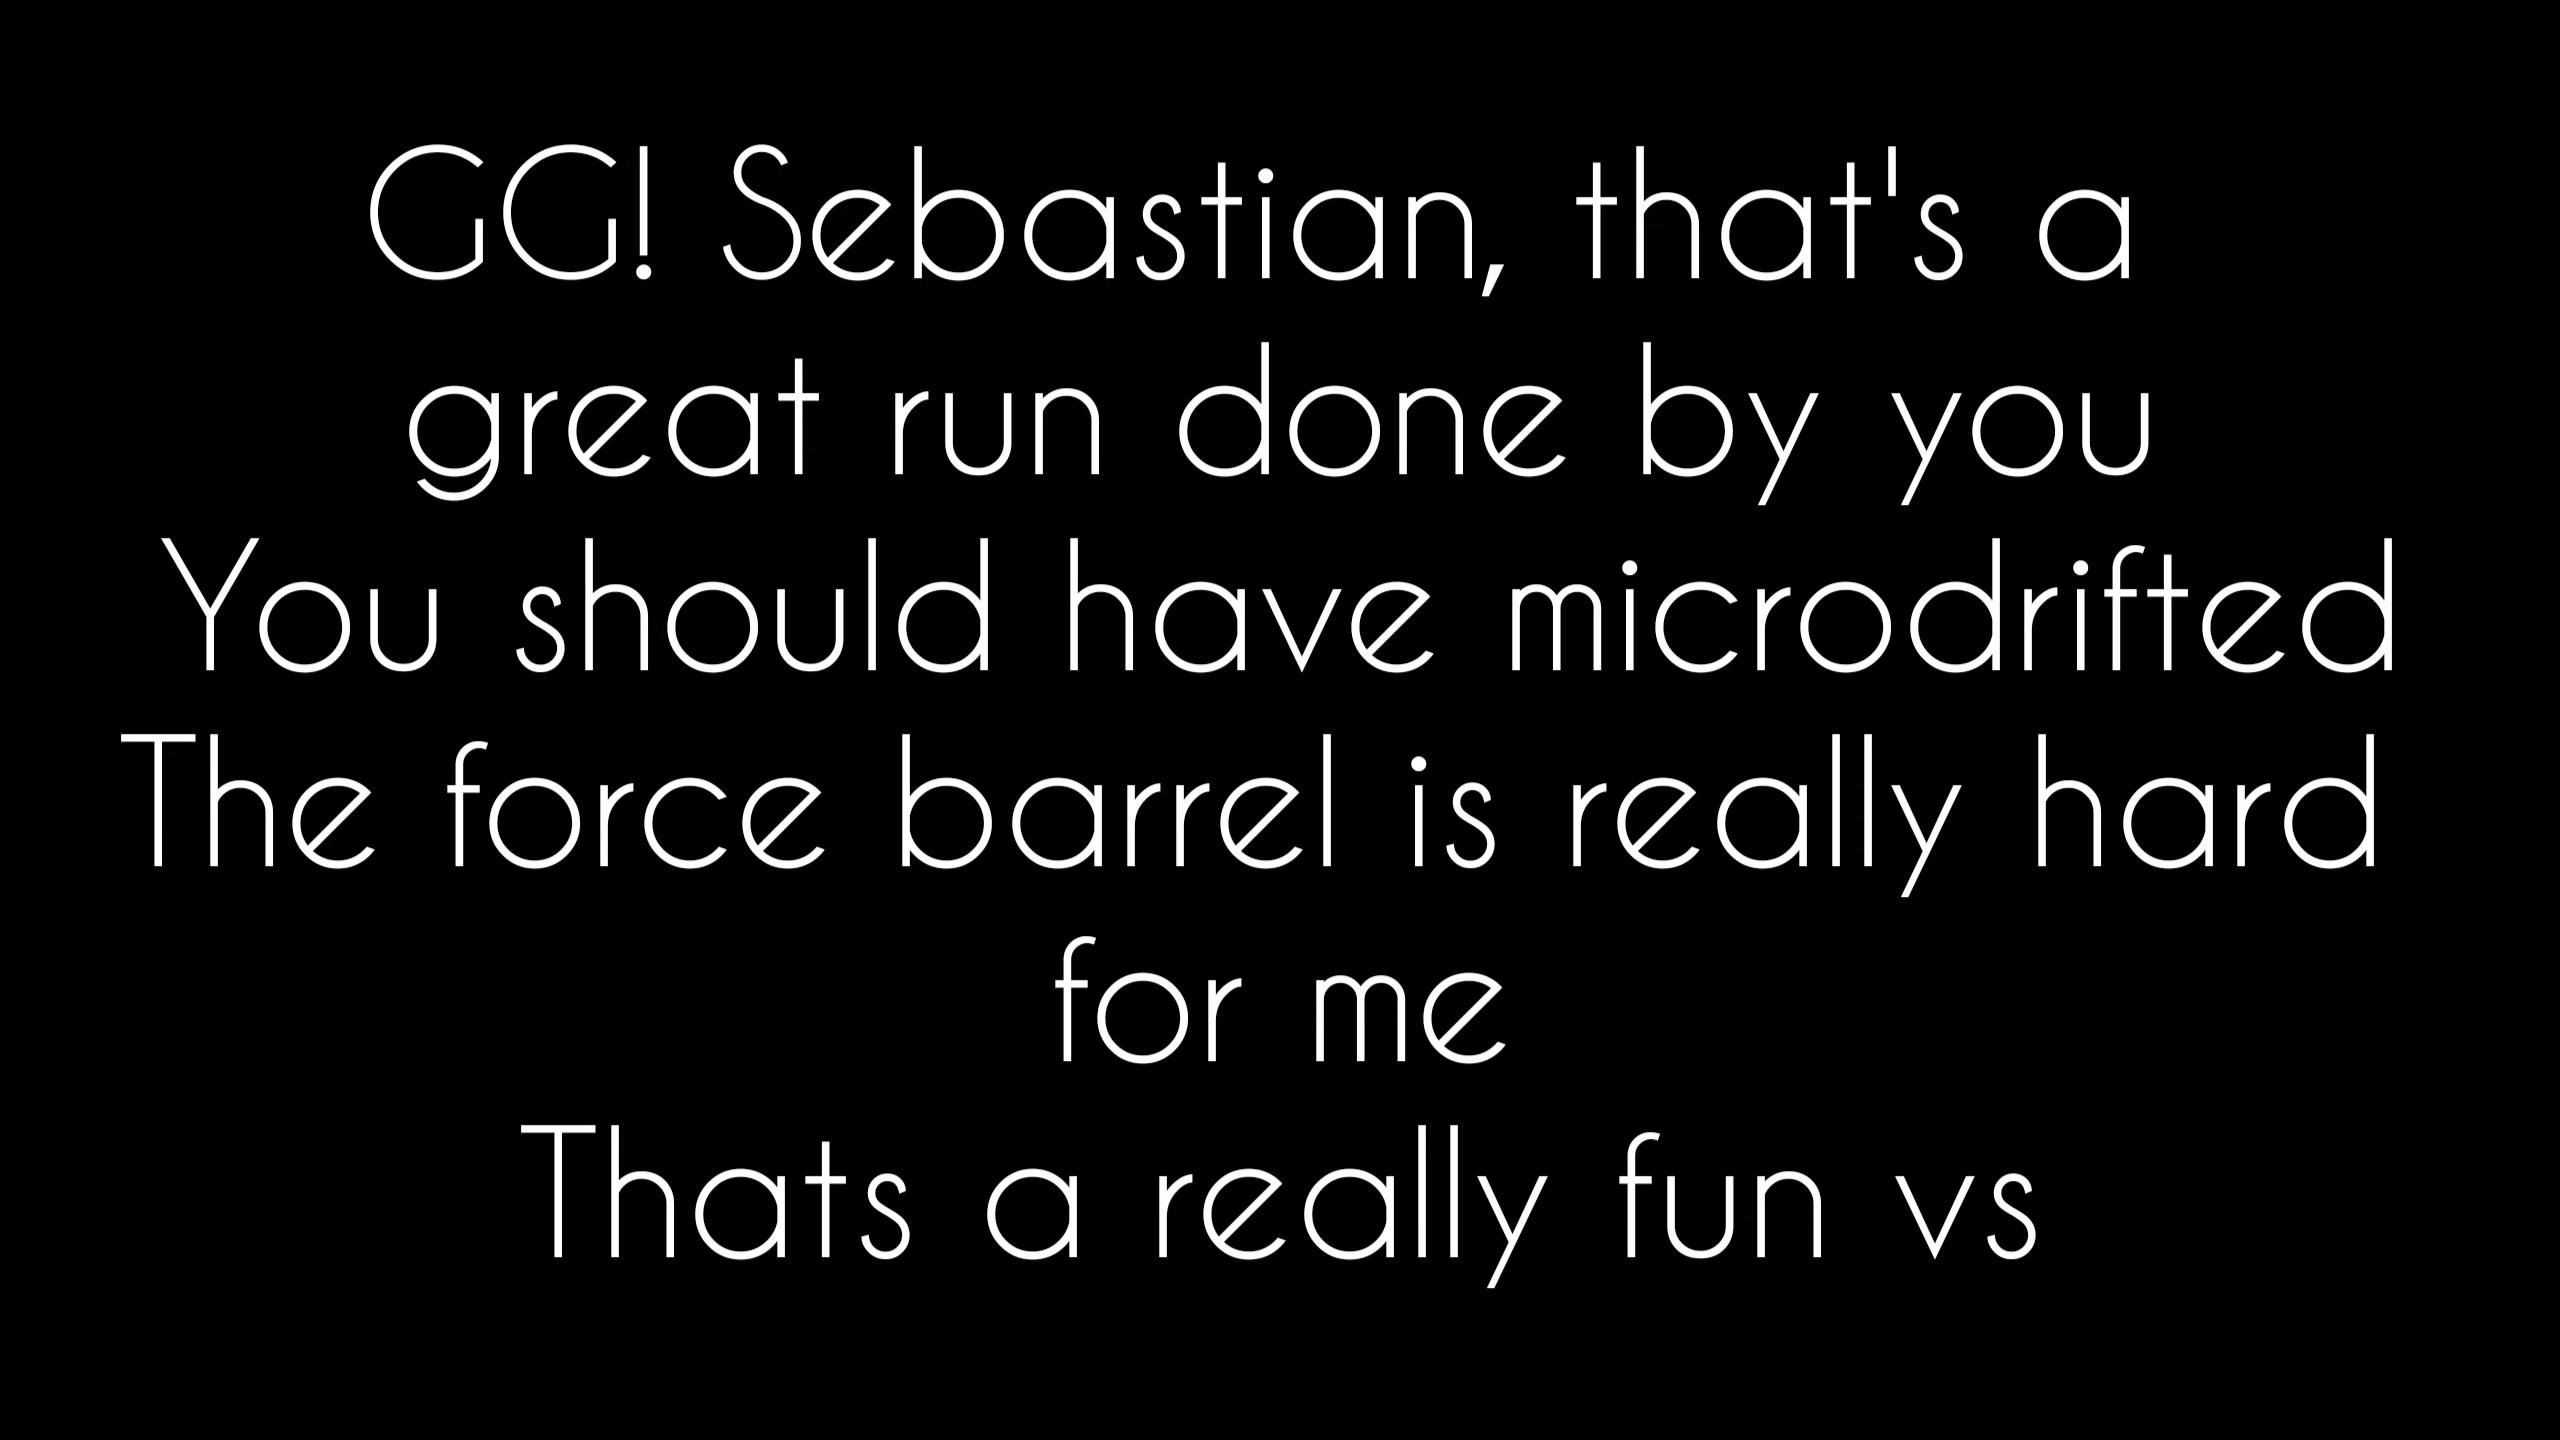 GG! Sebastian, that's a
great run done by you
You should have microdrifted
The force barrel is really hard
for me
Thats a really fun vs